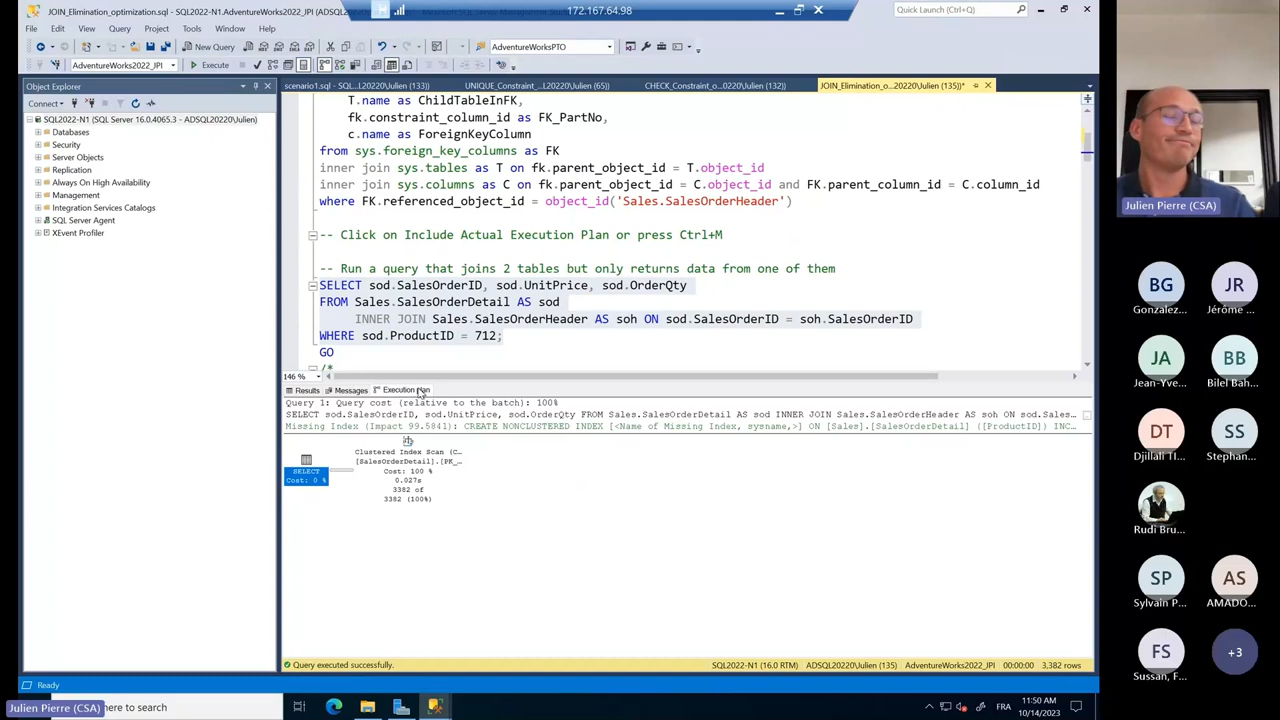 JOIN_Elimination_optimization.sql - SQL2022-N1.AdventureWorks2022_JPI (ADSQL20220\Julien (135))* - Microsoft SQL Server Management Studio
172.167.64.98
Quick Launch (Ctrl+Q)
File Edit View Query Project Tools Window Help
New Query
AdventureWorksPTO
AdventureWorks2022_JPI
Execute
Object Explorer
scenario1.sql - SQ...L20220\Julien (133))
UNIQUE_Constraint_...L20220\Julien (65))
CHECK_Constraint_o...0220\Julien (132))
JOIN_Elimination_o...20220\Julien (135))*
Connect
SQL2022-N1 (SQL Server 16.0.4065.3 - ADSQL20220\Julien)
Databases
Security
Server Objects
Replication
Always On High Availability
Management
Integration Services Catalogs
SQL Server Agent
XEvent Profiler
T.name as ChildTableInFK,
fk.constraint_column_id as FK_PartNo,
c.name as ForeignKeyColumn
from sys.foreign_key_columns as FK
inner join sys.tables as T on fk.parent_object_id = T.object_id
inner join sys.columns as C on fk.parent_object_id = C.object_id and FK.parent_column_id = C.column_id
where FK.referenced_object_id = object_id('Sales.SalesOrderHeader')
-- Click on Include Actual Execution Plan or press Ctrl+M
-- Run a query that joins 2 tables but only returns data from one of them
SELECT sod.SalesOrderID, sod.UnitPrice, sod.OrderQty
FROM Sales.SalesOrderDetail AS sod
INNER JOIN Sales.SalesOrderHeader AS soh ON sod.SalesOrderID = soh.SalesOrderID
WHERE sod.ProductID = 712;
GO
/*
146 %
Results Messages Execution plan
Query 1: Query cost (relative to the batch): 100%
SELECT sod.SalesOrderID, sod.UnitPrice, sod.OrderQty FROM Sales.SalesOrderDetail AS sod INNER JOIN Sales.SalesOrderHeader AS soh ON sod.Sales...
Missing Index (Impact 99.5841): CREATE NONCLUSTERED INDEX [<Name of Missing Index, sysname,>] ON [Sales].[SalesOrderDetail] ([ProductID]) INC...
SELECT
Cost: 0 %
Clustered Index Scan (C...
[SalesOrderDetail].[PK_...
Cost: 100 %
0.027s
3382 of
3382 (100%)
Query executed successfully.
SQL2022-N1 (16.0 RTM)
ADSQL20220\Julien (135)
AdventureWorks2022_JPI
00:00:00
3,382 rows
Ready
Julien Pierre (CSA)
here to search
FRA
11:50 AM
10/14/2023
Julien Pierre (CSA)
BG
Gonzalez...
JR
Jérôme ...
JA
Jean-Yve...
BB
Bilel Bah...
DT
Djillali TI...
SS
Stephan...
Rudi Bru...
SP
Sylvain P...
AS
AMADO...
FS
Sussan, F...
+3